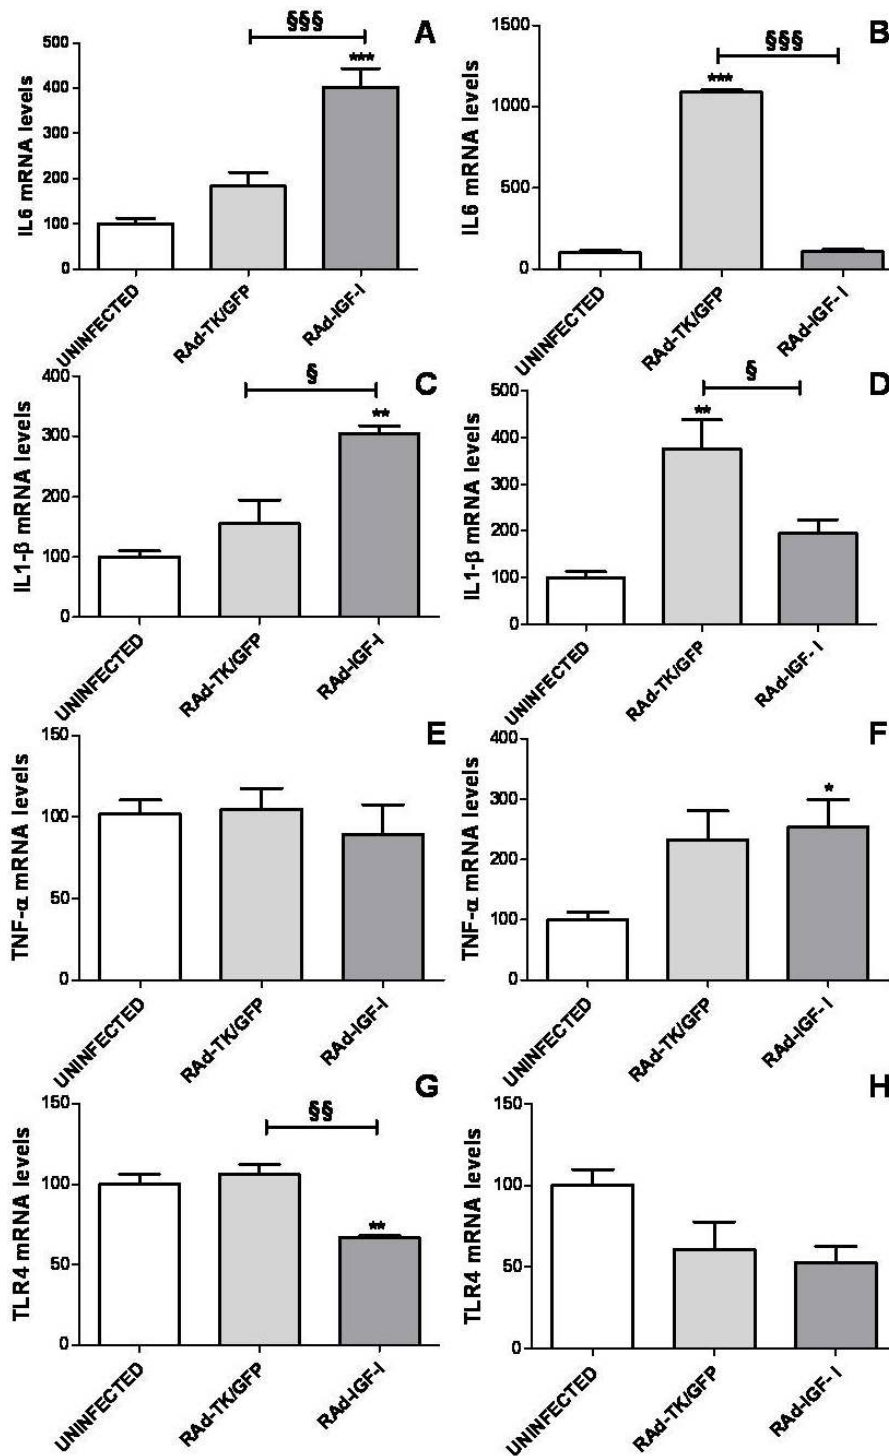 A
§§§
***
IL6 mRNA levels
500
400
300
200
100
0
UNINFECTED
RAd-TK/GFP
RAd-IGF-I
B
§§§
***
IL6 mRNA levels
1500
1000
500
0
UNINFECTED
RAd-TK/GFP
RAd-IGF- I
C
§
**
IL1-β mRNA levels
400
300
200
100
0
UNINFECTED
RAd-TK/GFP
RAd-IGF-I
D
§
**
IL1-β mRNA levels
500
400
300
200
100
0
UNINFECTED
RAd-TK/GFP
RAd-IGF- I
E
TNF-α mRNA levels
150
100
50
0
UNINFECTED
RAd-TK/GFP
RAd-IGF-I
F
*
TNF-α mRNA levels
400
300
200
100
0
UNINFECTED
RAd-TK/GFP
RAd-IGF- I
G
§§
**
TLR4 mRNA levels
150
100
50
0
UNINFECTED
RAd-TK/GFP
RAd-IGF-I
H
TLR4 mRNA levels
150
100
50
0
UNINFECTED
RAd-TK/GFP
RAd-IGF- I